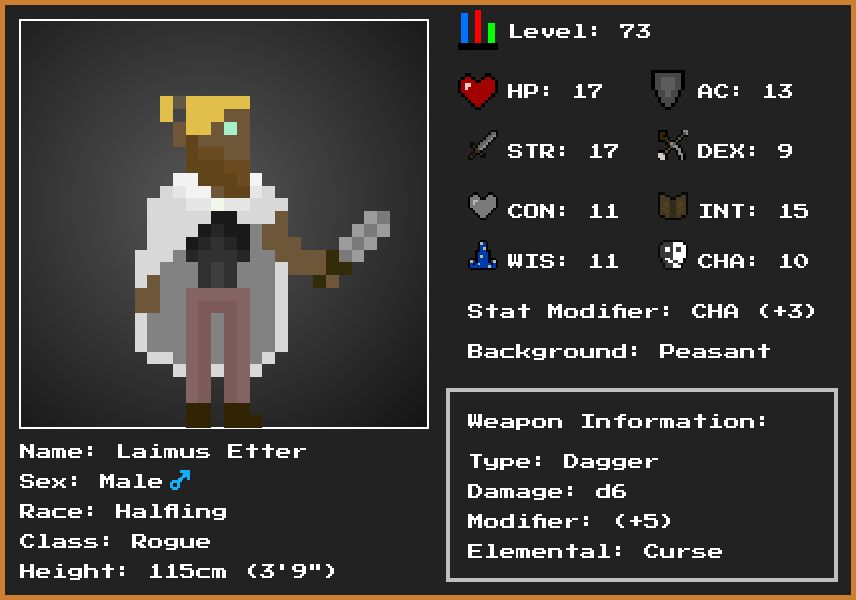 Level: 73
HP: 17
AC: 13
STR: 17
DEX: 9
CON: 11
INT: 15
WIS: 11
CHA: 10
Stat Modifier: CHA (+3)
Background: Peasant
Weapon Information:
Type: Dagger
Damage: d6
Modifier: (+5)
Elemental: Curse
Name: Laimus Etter
Sex: Male♂
Race: Halfling
Class: Rogue
Height: 115cm (3'9")